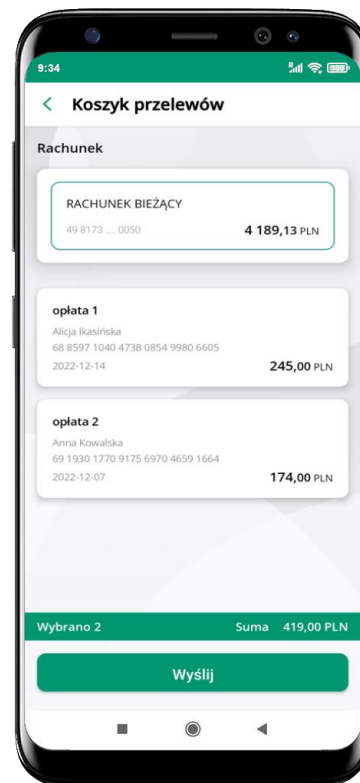 9:34
100
Koszyk przelewów
Rachunek
RACHUNEK BIEŻĄCY
49 8173 ... 0050 4 189,13 PLN
opłata 1
Alicja Ikasińska
68 8597 1040 4738 0854 9980 6605
2022-12-14 245,00 PLN
opłata 2
Anna Kowalska
69 1930 1770 9175 6970 4659 1664
2022-12-07 174,00 PLN
Wybrano 2 Suma 419,00 PLN
Wyślij